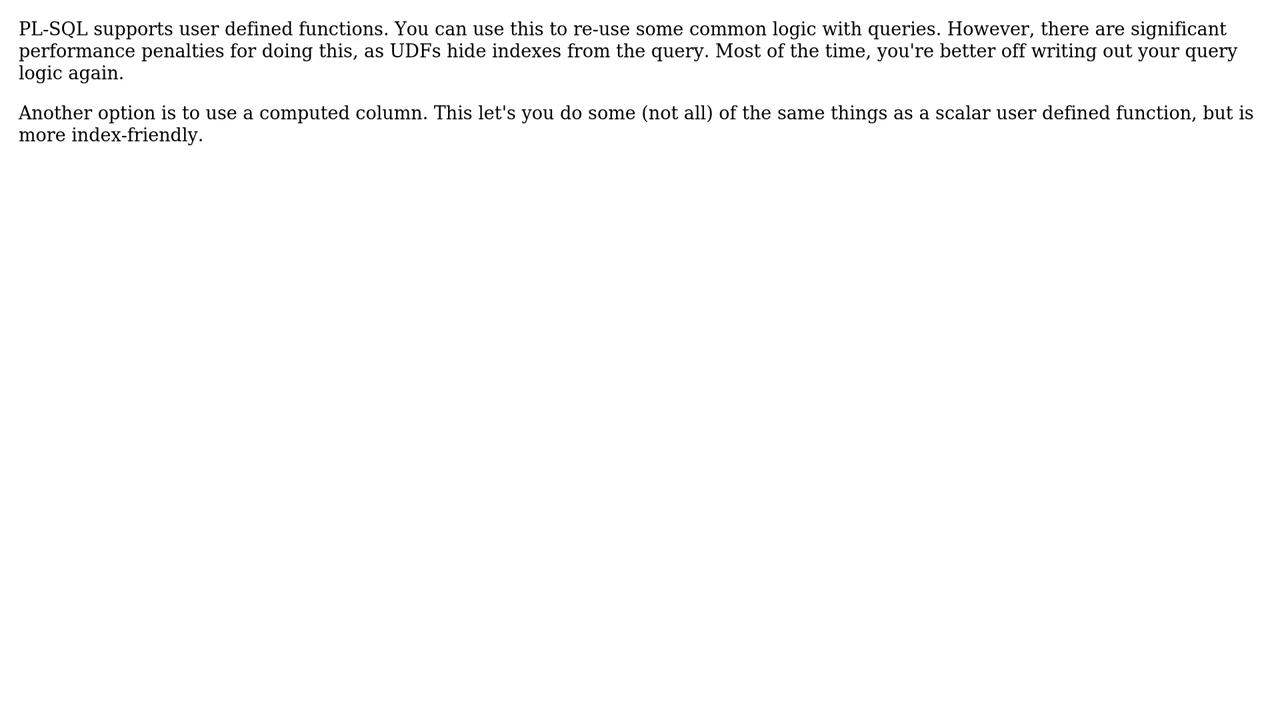 PL-SQL supports user defined functions. You can use this to re-use some common logic with queries. However, there are significant
performance penalties for doing this, as UDFs hide indexes from the query. Most of the time, you're better off writing out your query
logic again.
Another option is to use a computed column. This let's you do some (not all) of the same things as a scalar user defined function, but is
more index-friendly.